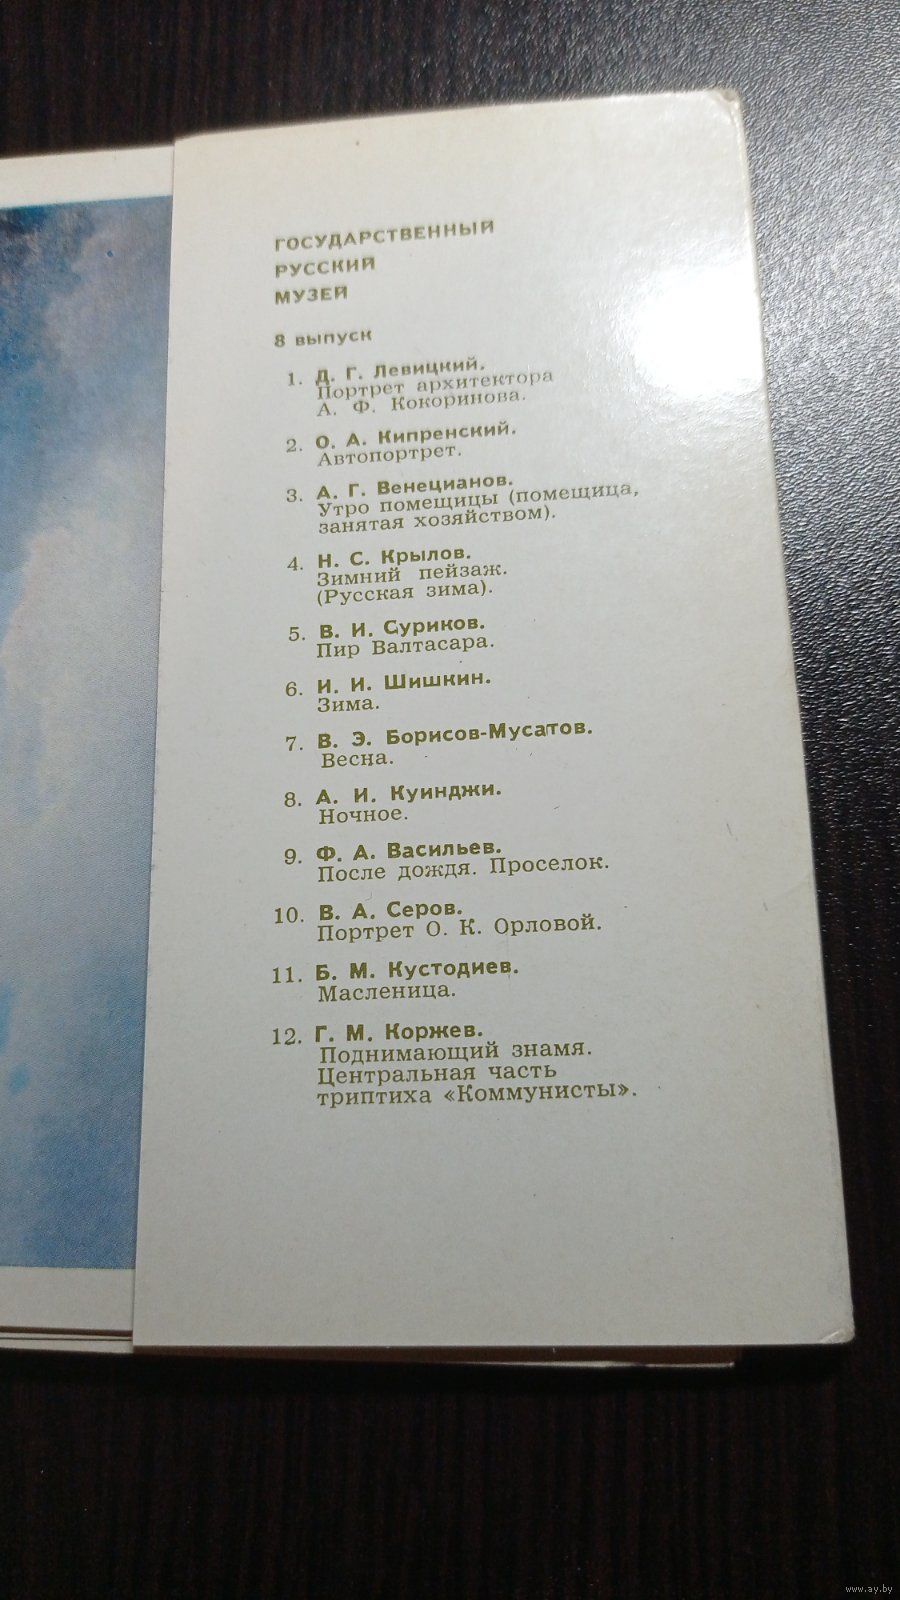 ГОСУДАРСТВЕННЫЙ
РУССКИЙ
МУЗЕЙ
8 выпуск
1. Д. Г. Левицкий.
Портрет архитектора
А. Ф. Кокоринова.
2. О. А. Кипренский.
Автопортрет.
3. А. Г. Венецианов.
Утро помещицы (помещица,
занятая хозяйством).
4. Н. С. Крылов.
Зимний пейзаж.
(Русская зима).
5. В. И. Суриков.
Пир Валтасара.
6. И. И. Шишкин.
Зима.
7. В. Э. Борисов-Мусатов.
Весна.
8. А. И. Куинджи.
Ночное.
9. Ф. А. Васильев.
После дождя. Проселок.
10. В. А. Серов.
Портрет О. К. Орловой.
11. Б. М. Кустодиев.
Масленица.
12. Г. М. Коржев.
Поднимающий знамя.
Центральная часть
триптиха «Коммунисты».
www.ay.by